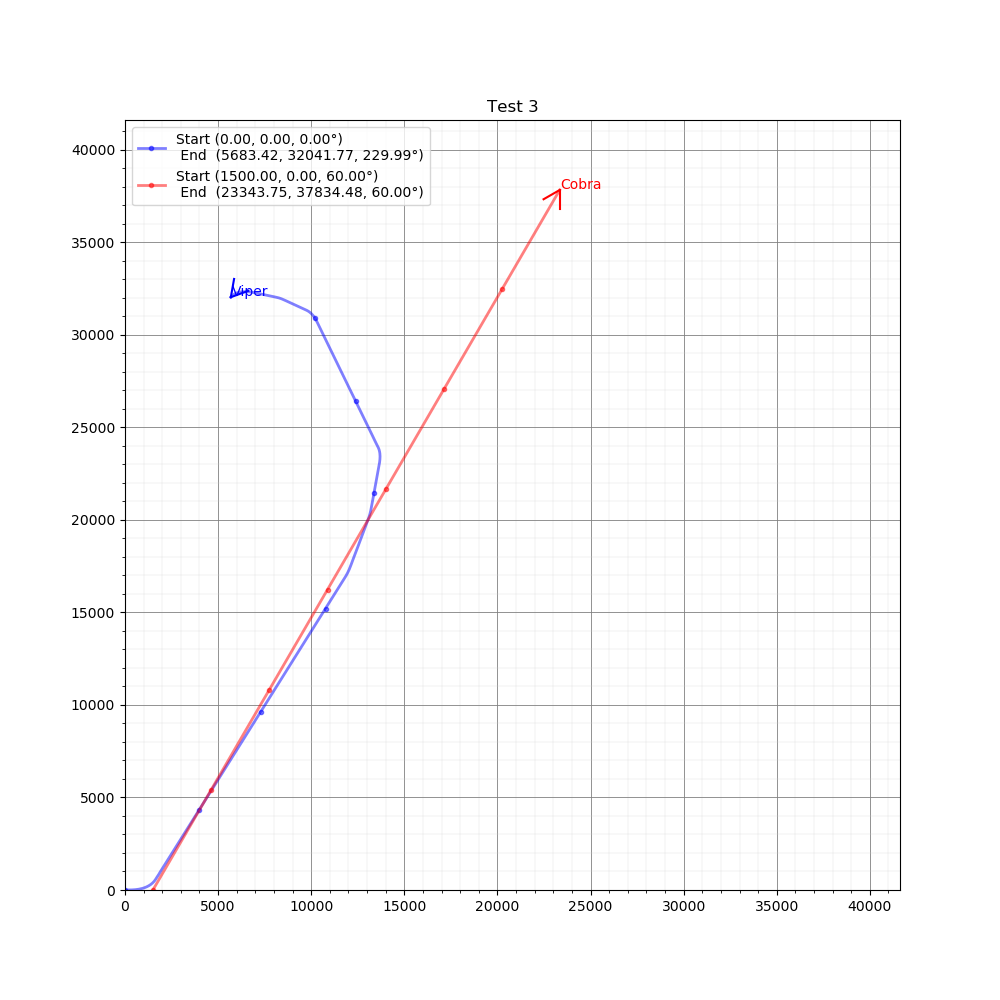 Test 3
Start (0.00, 0.00, 0.00°)
End (5683.42, 32041.77, 229.99°)
Start (1500.00, 0.00, 60.00°)
End (23343.75, 37834.48, 60.00°)
Cobra
Viper
40000
35000
30000
25000
20000
15000
10000
5000
0
0 5000 10000 15000 20000 25000 30000 35000 40000